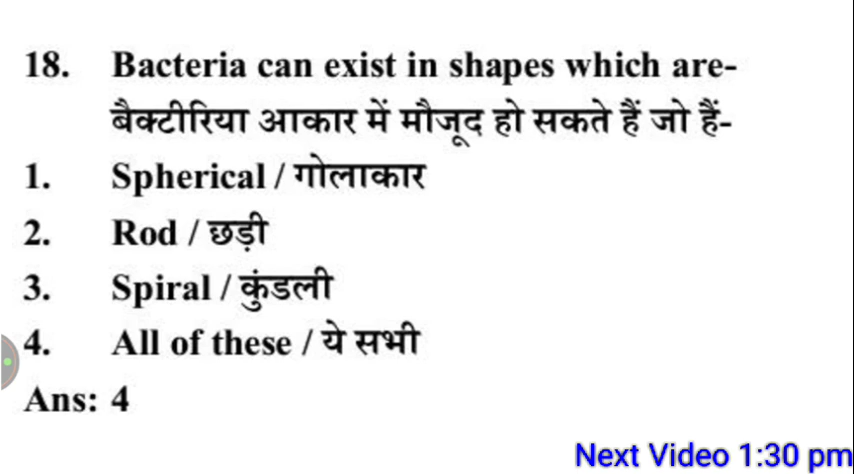 18. Bacteria can exist in shapes which are-
बैक्टीरिया आकार में मौजूद हो सकते हैं जो हैं-
1. Spherical / गोलाकार
2. Rod / छड़ी
3. Spiral / कुंडली
4. All of these / ये सभी
Ans: 4
Next Video 1:30 pm